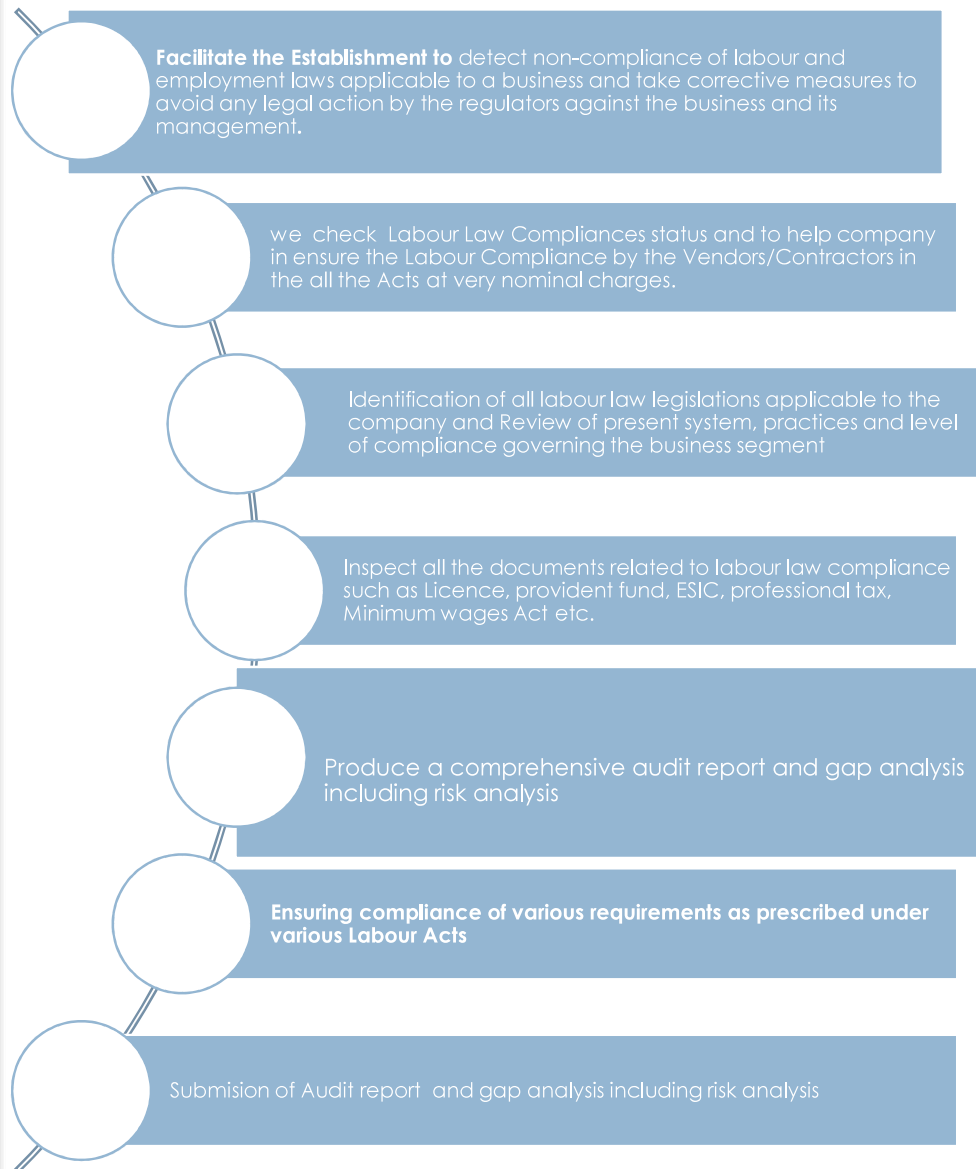 Facilitate the Establishment to detect non-compliance of labour and
employment laws applicable to a business and take corrective measures to
avoid any legal action by the regulators against the business and its
management.
we check Labour Law Compliances status and to help company
in ensure the Labour Compliance by the Vendors/Contractors in
the all the Acts at very nominal charges.
Identification of all labour law legislations applicable to the
company and Review of present system, practices and level
of compliance governing the business segment
Inspect all the documents related to labour law compliance
such as Licence, provident fund, ESIC, professional tax,
Minimum wages Act etc.
Produce a comprehensive audit report and gap analysis
including risk analysis
Ensuring compliance of various requirements as prescribed under
various Labour Acts
Submision of Audit report and gap analysis including risk analysis